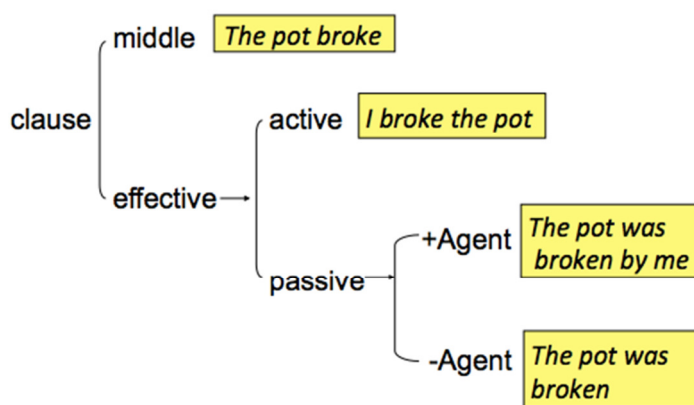 middle
The pot broke
clause
active
I broke the pot
effective
+Agent
The pot was
broken by me
passive
-Agent
The pot was
broken